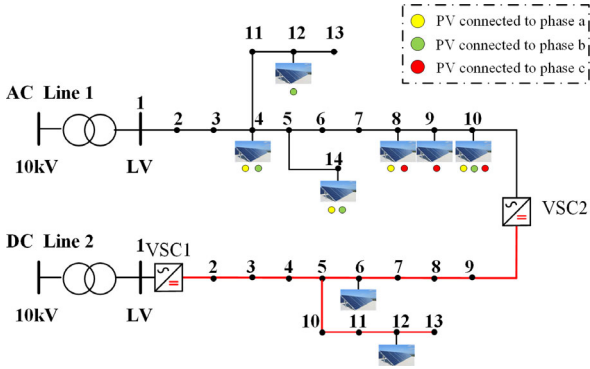 11 12 13
PV connected to phase a
PV connected to phase b
PV connected to phase c
AC Line 1
1
2 3 4 5 6 7 8 9 10
10kV LV
14
VSC2
DC Line 2
1 VSC1
2 3 4 5 6 7 8 9
10kV LV
10 11 12 13